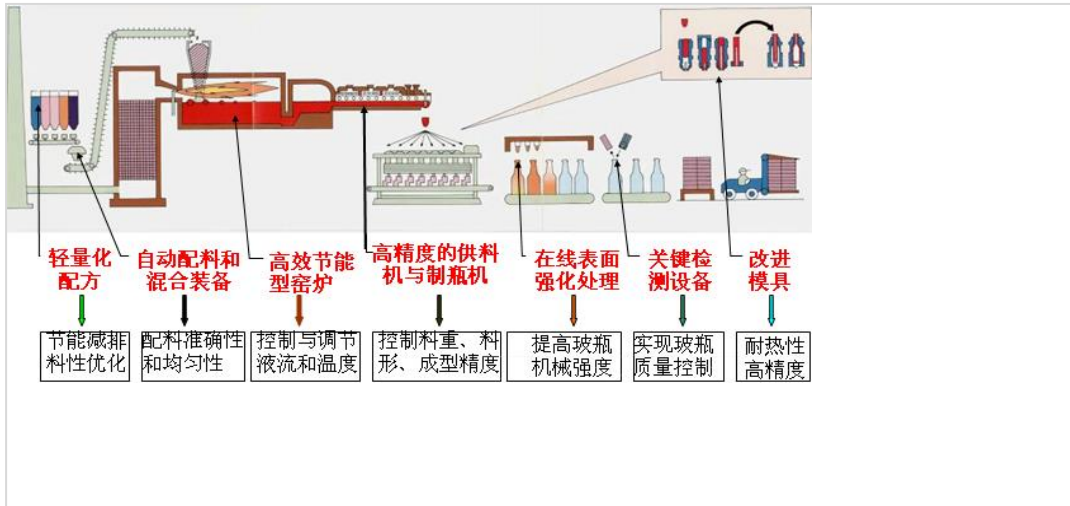 轻量化
配方
自动配料和
混合装备
高效节能
型窑炉
高精度的供料
机与制瓶机
在线表面
强化处理
关键检
测设备
改进
模具
节能减排
料性优化
配料准确性
和均匀性
控制与调节
液流和温度
控制料重、料
形、成型精度
提高玻瓶
机械强度
实现玻瓶
质量控制
耐热性
高精度